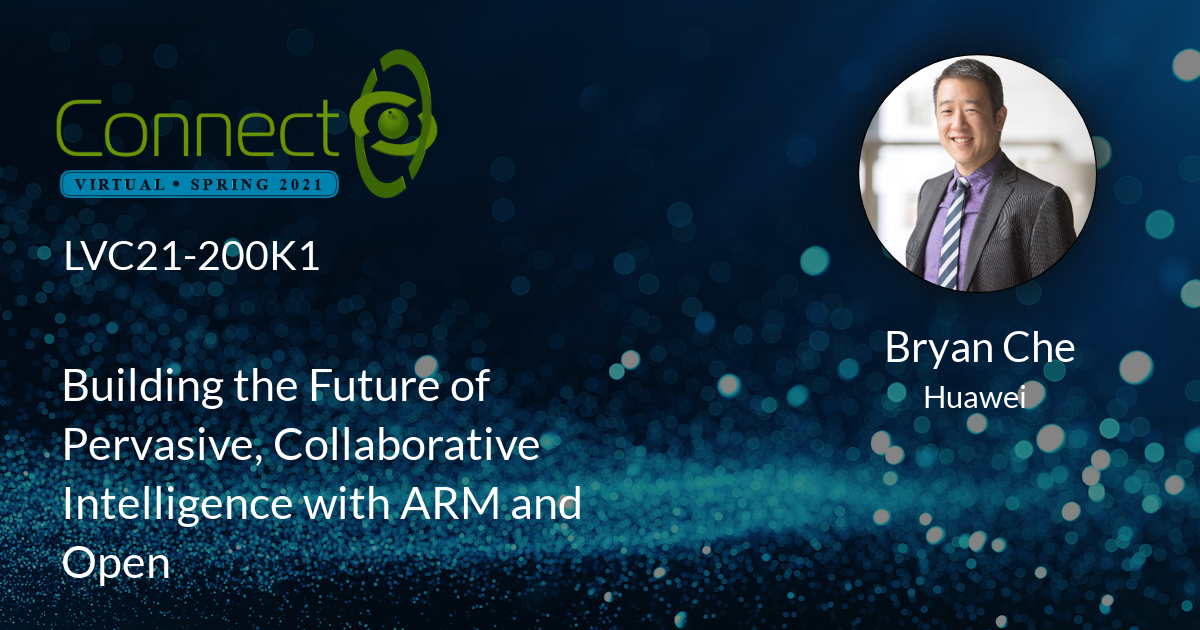 Connect
VIRTUAL • SPRING 2021
LVC21-200K1
Building the Future of
Pervasive, Collaborative
Intelligence with ARM and
Open
Bryan Che
Huawei